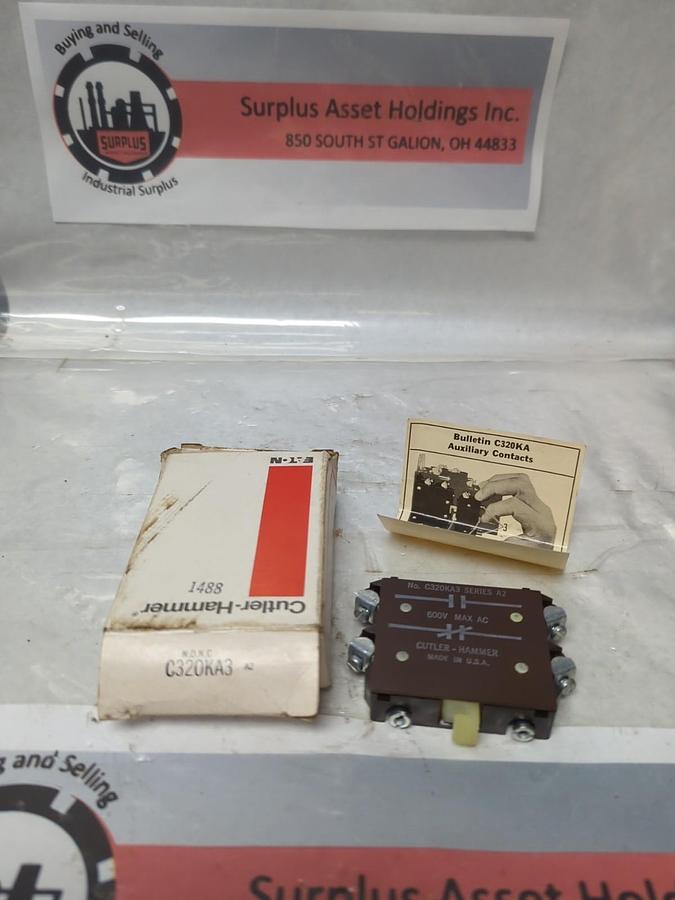 Buying and Selling
SURPLUS
Industrial Surplus
Surplus Asset Holdings Inc.
850 SOUTH ST GALION, OH 44833
Bulletin C320KA
Auxiliary Contacts
EAT·N
1488
Cutler-Hammer
N.O.N.C
C320KA3 A2
No. C320KA3 SERIES A2
600V MAX AC
CUTLER-HAMMER
MADE IN U.S.A.
g and Selling
Surplus Asset Hold